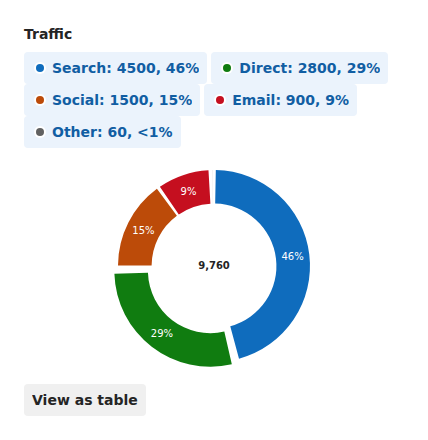 Traffic
Search: 4500, 46% Direct: 2800, 29%
Social: 1500, 15% Email: 900, 9%
Other: 60, <1%
9%
15%
46%
9,760
29%
View as table